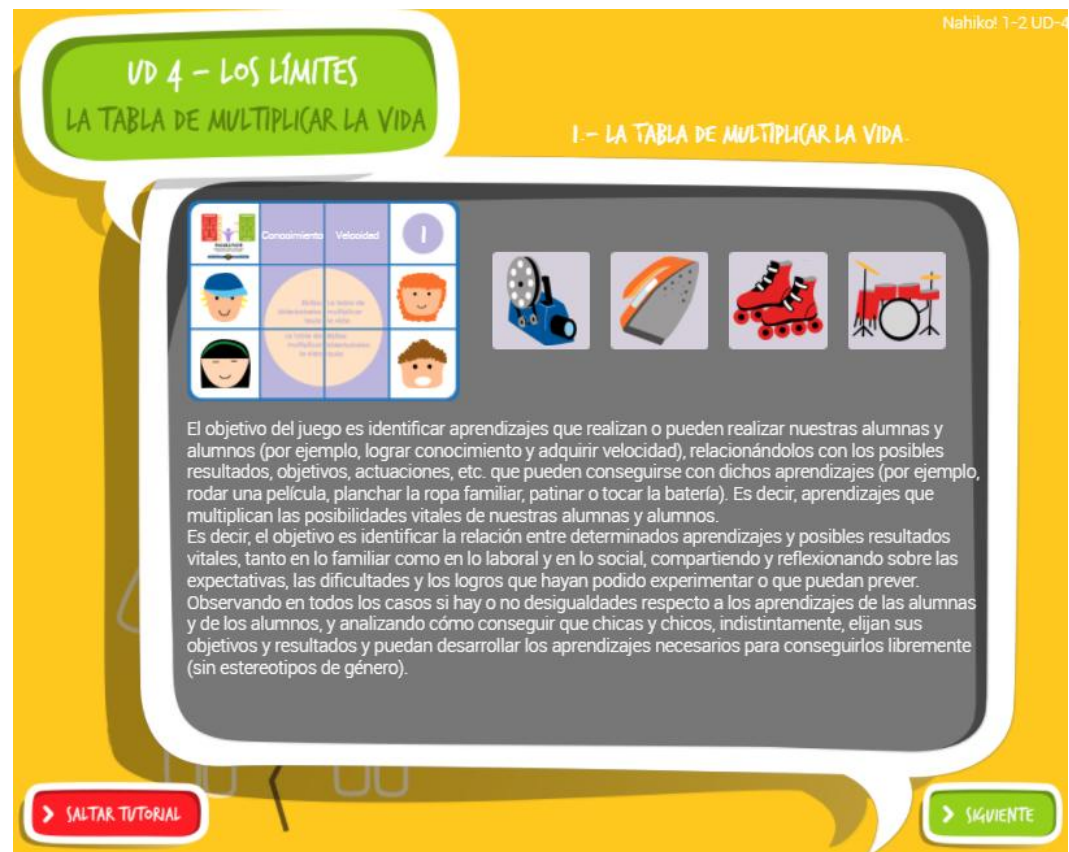 Nahiko! 1-2 UD-4
UD 4 - LOS LÍMITES
LA TABLA DE MULTIPLICAR LA VIDA
1.- LA TABLA DE MULTIPLICAR LA VIDA.
Conocimiento Velocidad 1
El objetivo del juego es identificar aprendizajes que realizan o pueden realizar nuestras alumnas y
alumnos (por ejemplo, lograr conocimiento y adquirir velocidad), relacionándolos con los posibles
resultados, objetivos, actuaciones, etc. que pueden conseguirse con dichos aprendizajes (por ejemplo,
rodar una película, planchar la ropa familiar, patinar o tocar la batería). Es decir, aprendizajes que
multiplican las posibilidades vitales de nuestras alumnas y alumnos.
Es decir, el objetivo es identificar la relación entre determinados aprendizajes y posibles resultados
vitales, tanto en lo familiar como en lo laboral y en lo social, compartiendo y reflexionando sobre las
expectativas, las dificultades y los logros que hayan podido experimentar o que puedan prever.
Observando en todos los casos si hay o no desigualdades respecto a los aprendizajes de las alumnas
y de los alumnos, y analizando cómo conseguir que chicas y chicos, indistintamente, elijan sus
objetivos y resultados y puedan desarrollar los aprendizajes necesarios para conseguirlos libremente
(sin estereotipos de género).
> SALTAR TUTORIAL
> SIGUIENTE